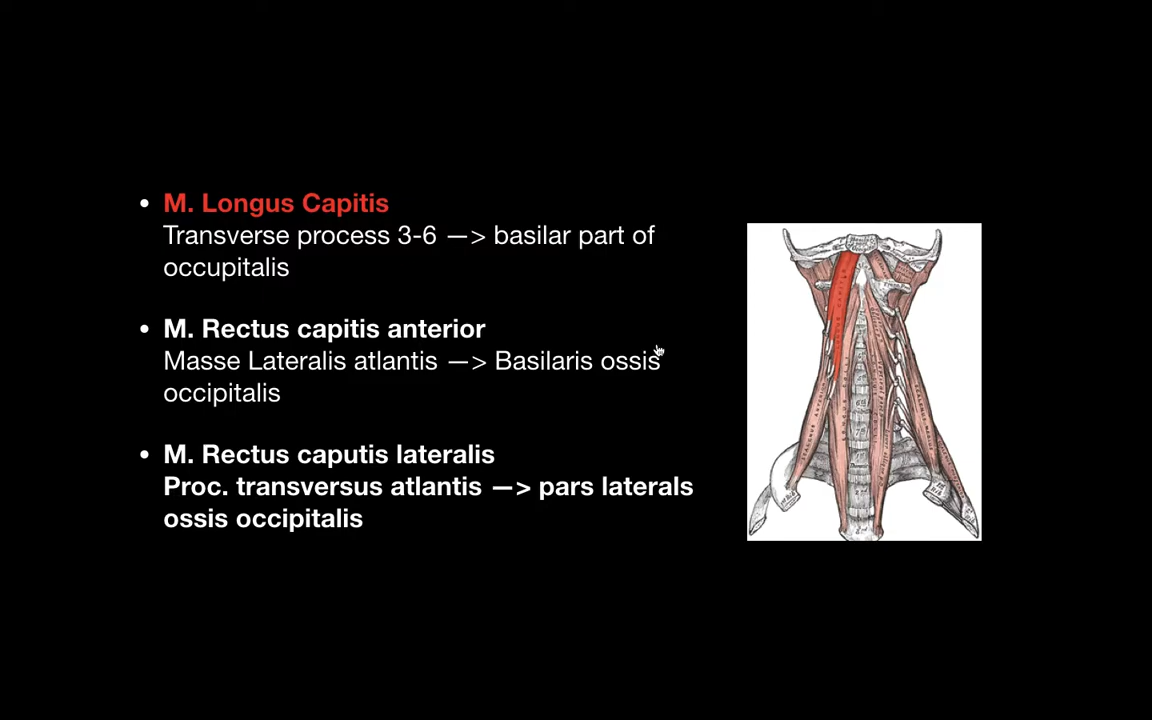 • M. Longus Capitis
Transverse process 3-6 —> basilar part of
occupitalis
• M. Rectus capitis anterior
Masse Lateralis atlantis —> Basilaris ossis
occipitalis
• M. Rectus caputis lateralis
Proc. transversus atlantis —> pars laterals
ossis occipitalis